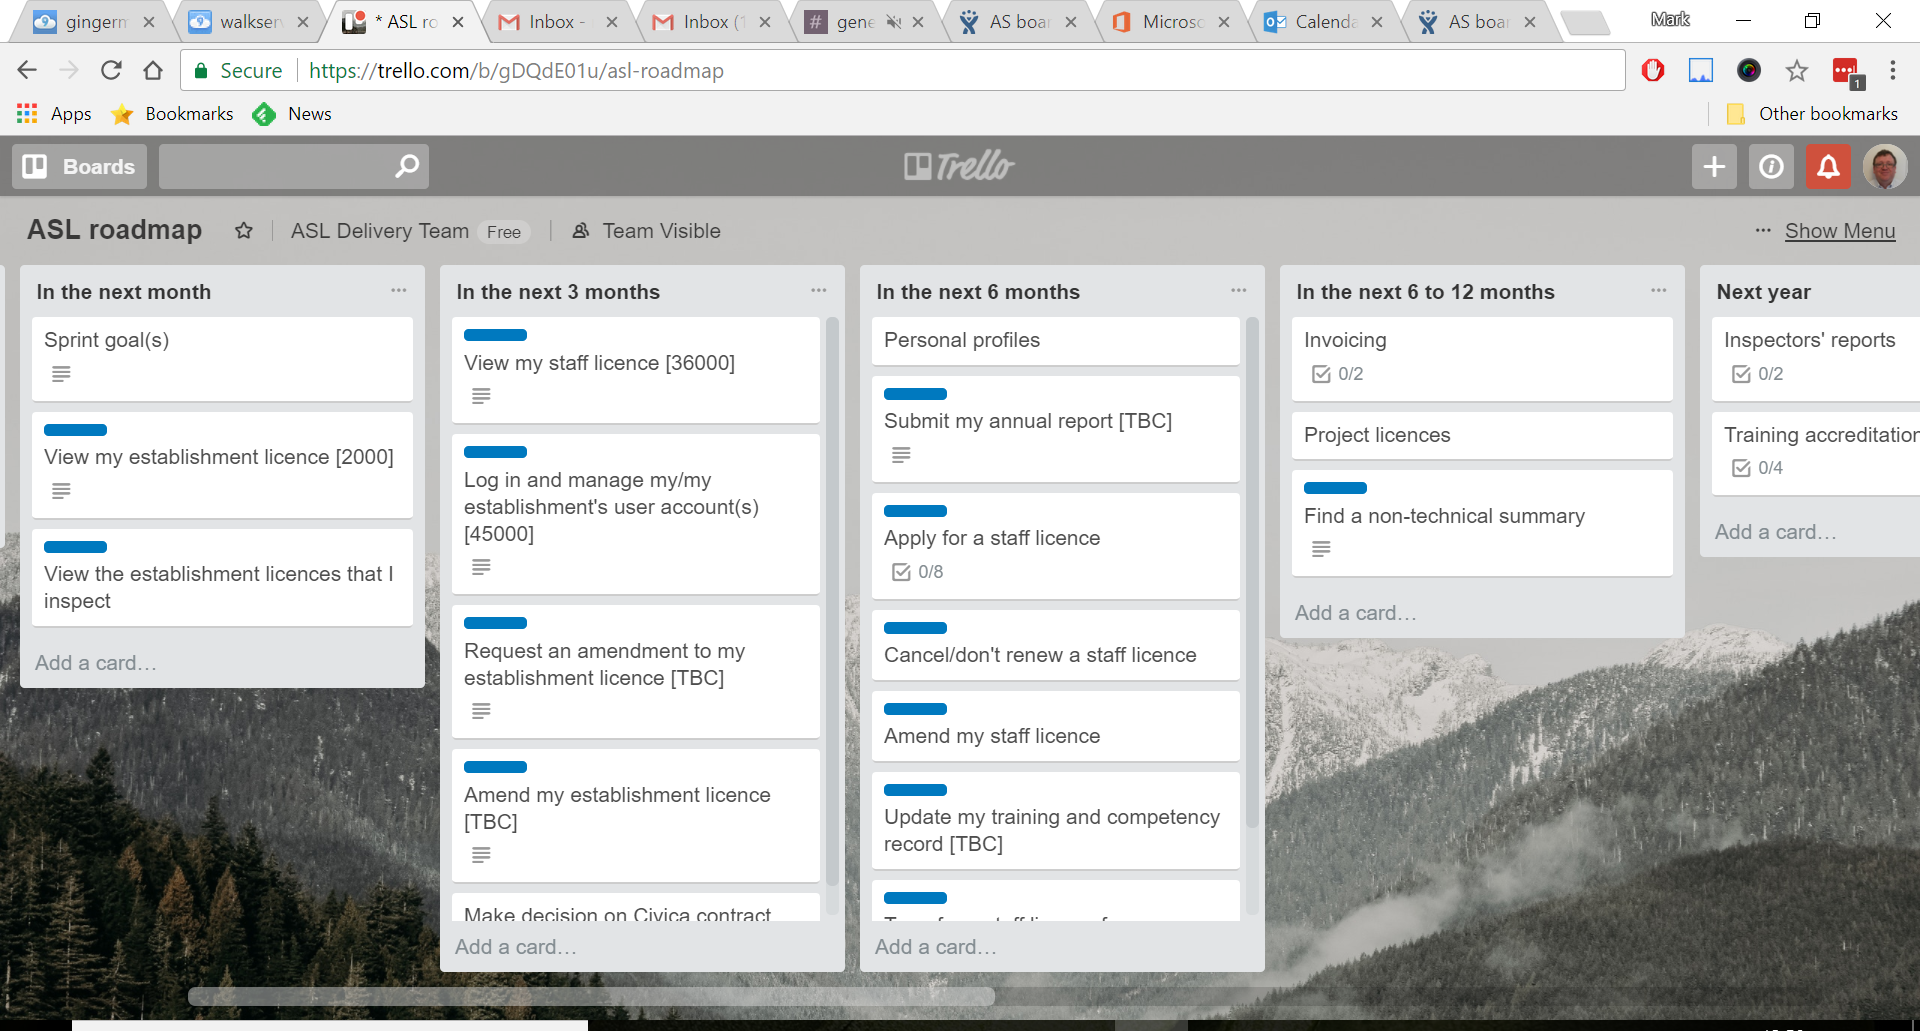 gingerm
walkserv
* ASL ro
Inbox -
Inbox (1
gene
AS boar
Microso
Calenda
AS boar
Mark
Secure
https://trello.com/b/gDQdE01u/asl-roadmap
1
Apps
Bookmarks
News
Other bookmarks
Boards
Trello
ASL roadmap
ASL Delivery Team Free
Team Visible
Show Menu
In the next month
Sprint goal(s)
View my establishment licence [2000]
View the establishment licences that I
inspect
Add a card…
In the next 3 months
View my staff licence [36000]
Log in and manage my/my
establishment's user account(s)
[45000]
Request an amendment to my
establishment licence [TBC]
Amend my establishment licence
[TBC]
Make decision on Civica contract
Add a card…
In the next 6 months
Personal profiles
Submit my annual report [TBC]
Apply for a staff licence
0/8
Cancel/don't renew a staff licence
Amend my staff licence
Update my training and competency
record [TBC]
Add a card…
In the next 6 to 12 months
Invoicing
0/2
Project licences
Find a non-technical summary
Add a card…
Next year
Inspectors' reports
0/2
Training accreditation
0/4
Add a card…